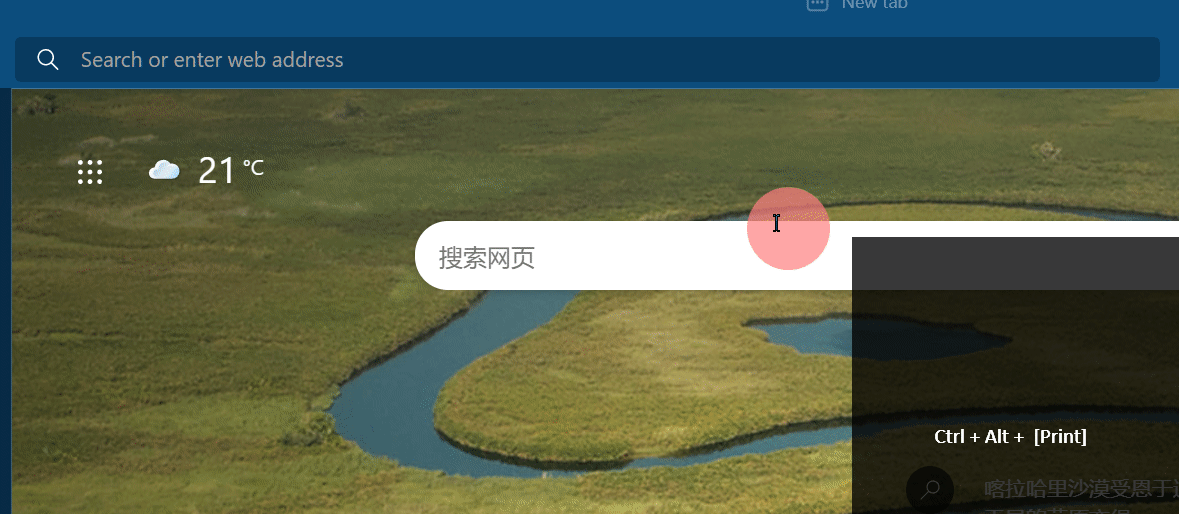 New tab
Search or enter web address
21 °C
搜索网页
Ctrl + Alt + [Print]
喀拉哈里沙漠受恩于